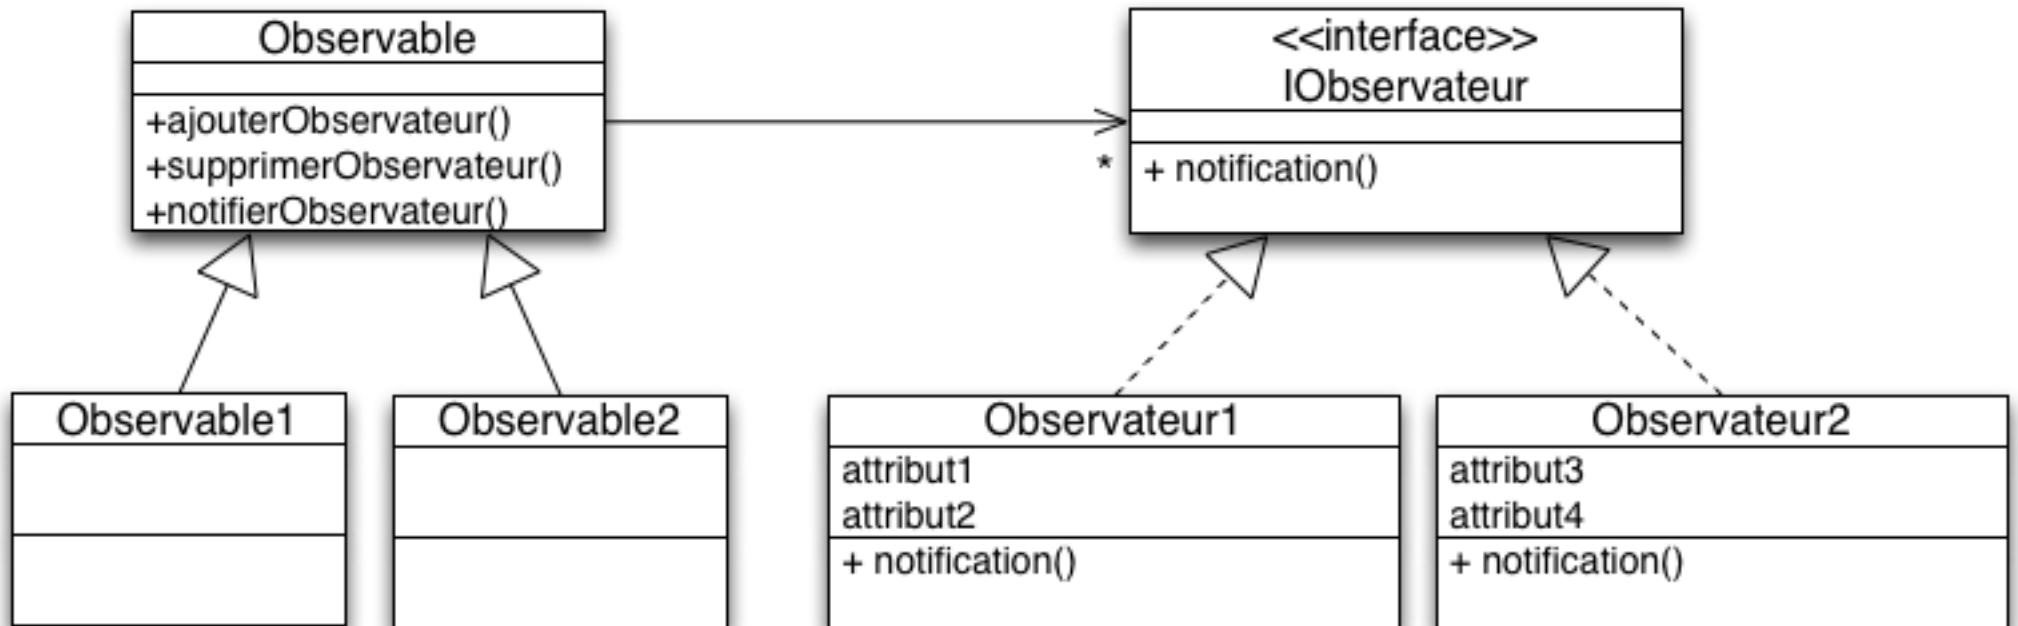 Observable
+ajouterObservateur()
+supprimerObservateur()
+notifierObservateur()
<<interface>>
IObservateur
*
+ notification()
Observable1
Observable2
Observateur1
attribut1
attribut2
+ notification()
Observateur2
attribut3
attribut4
+ notification()